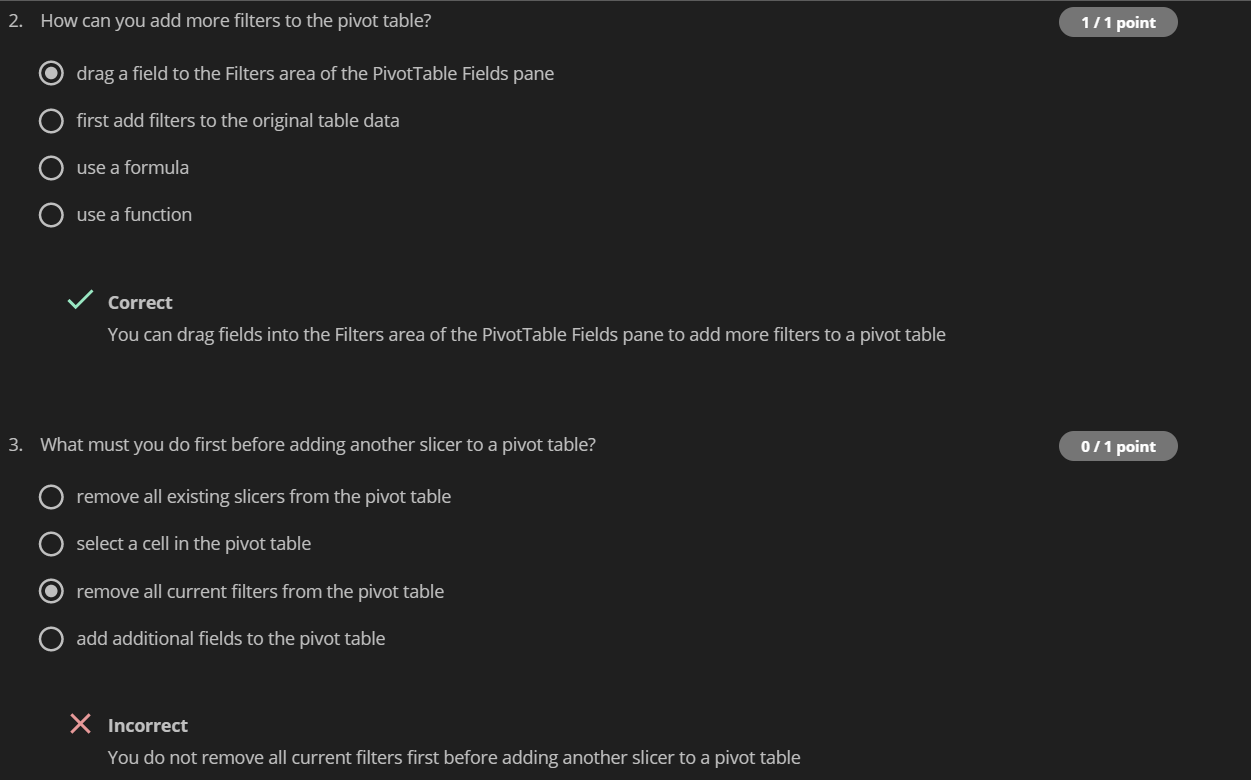 2. How can you add more filters to the pivot table?
1 / 1 point
drag a field to the Filters area of the PivotTable Fields pane
first add filters to the original table data
use a formula
use a function
Correct
You can drag fields into the Filters area of the PivotTable Fields pane to add more filters to a pivot table
3. What must you do first before adding another slicer to a pivot table?
0 / 1 point
remove all existing slicers from the pivot table
select a cell in the pivot table
remove all current filters from the pivot table
add additional fields to the pivot table
Incorrect
You do not remove all current filters first before adding another slicer to a pivot table